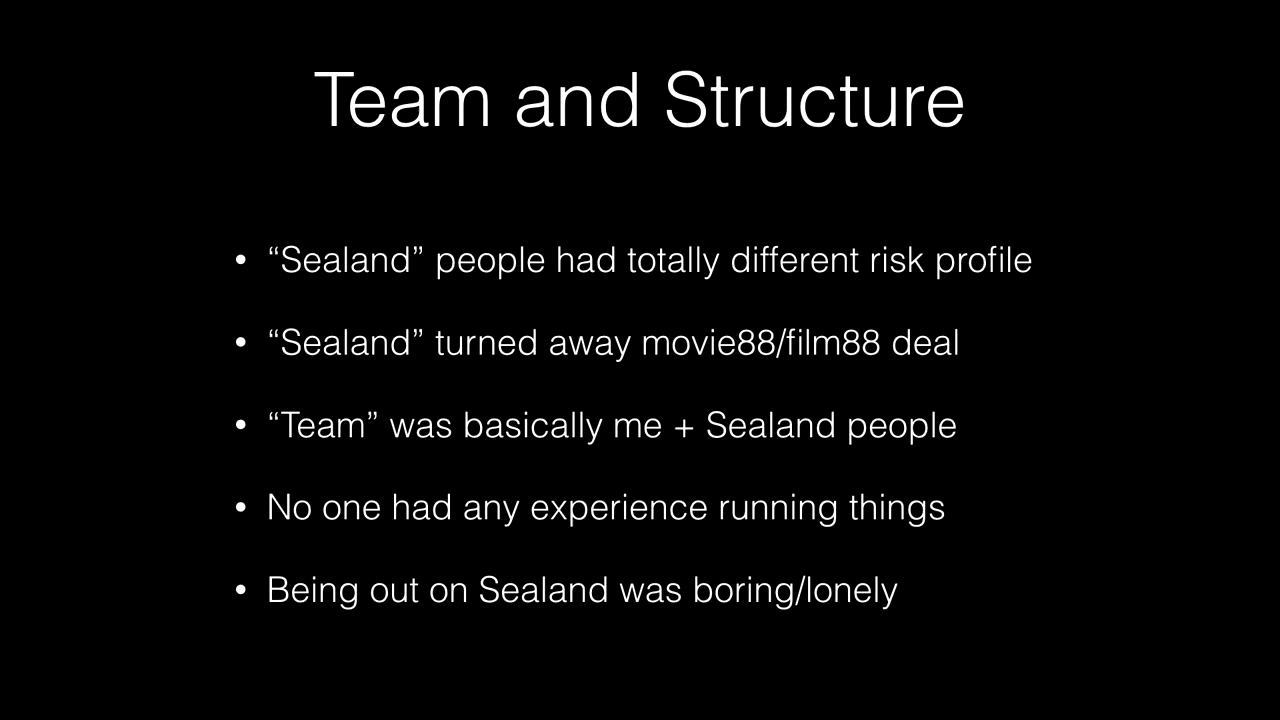 Team and Structure
• “Sealand” people had totally different risk profile
• “Sealand” turned away movie88/film88 deal
• “Team” was basically me + Sealand people
• No one had any experience running things
• Being out on Sealand was boring/lonely